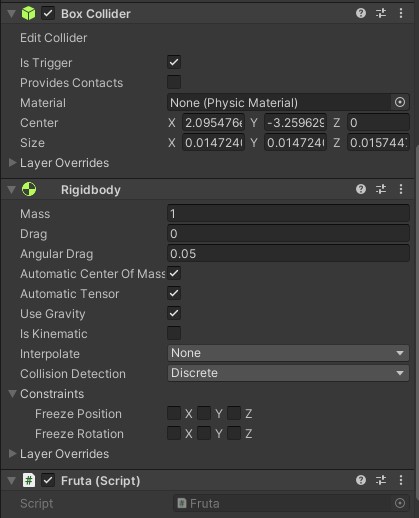 Box Collider
Edit Collider
Is Trigger
Provides Contacts
Material None (Physic Material)
Center X 2.095476e Y -3.259629 Z 0
Size X 0.014724 Y 0.014724 Z 0.01574
Layer Overrides
Rigidbody
Mass 1
Drag 0
Angular Drag 0.05
Automatic Center Of Mass
Automatic Tensor
Use Gravity
Is Kinematic
Interpolate None
Collision Detection Discrete
Constraints
Freeze Position X Y Z
Freeze Rotation X Y Z
Layer Overrides
# Fruta (Script)
Script Fruta